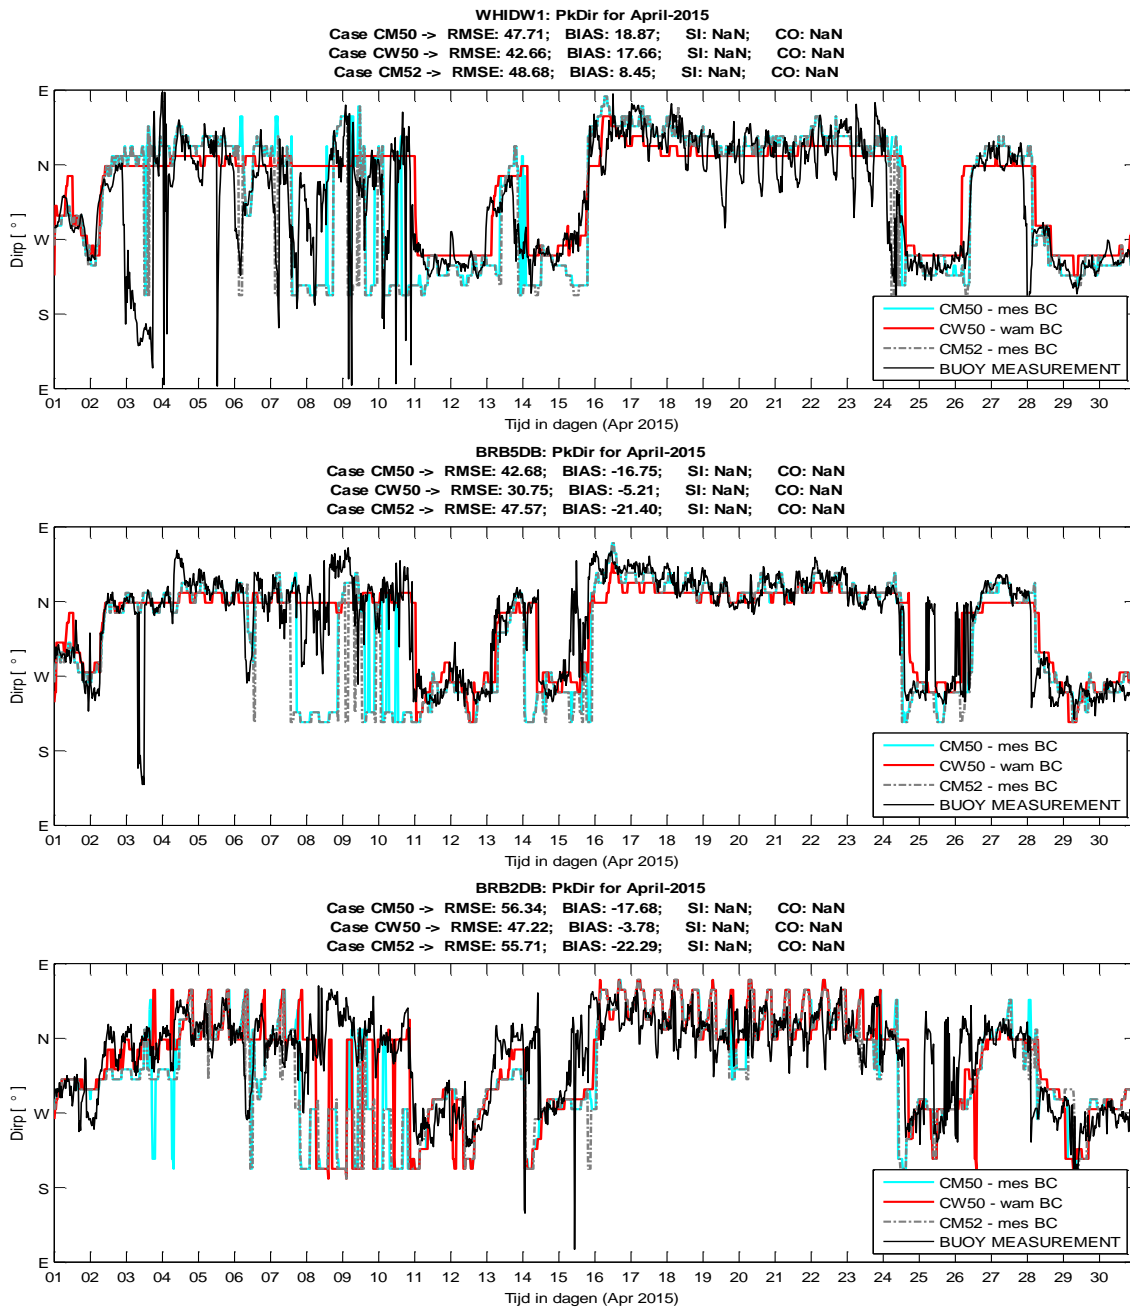 WHIDW1: PkDir for April-2015
Case CM50 -> RMSE: 47.71; BIAS: 18.87; SI: NaN; CO: NaN
Case CW50 -> RMSE: 42.66; BIAS: 17.66; SI: NaN; CO: NaN
Case CM52 -> RMSE: 48.68; BIAS: 8.45; SI: NaN; CO: NaN
E
N
W
S
E
Dirp [ ° ]
CM50 - mes BC
CW50 - wam BC
CM52 - mes BC
BUOY MEASUREMENT
01 02 03 04 05 06 07 08 09 10 11 12 13 14 15 16 17 18 19 20 21 22 23 24 25 26 27 28 29 30
Tijd in dagen (Apr 2015)
BRB5DB: PkDir for April-2015
Case CM50 -> RMSE: 42.68; BIAS: -16.75; SI: NaN; CO: NaN
Case CW50 -> RMSE: 30.75; BIAS: -5.21; SI: NaN; CO: NaN
Case CM52 -> RMSE: 47.57; BIAS: -21.40; SI: NaN; CO: NaN
E
N
W
S
E
Dirp [ ° ]
CM50 - mes BC
CW50 - wam BC
CM52 - mes BC
BUOY MEASUREMENT
01 02 03 04 05 06 07 08 09 10 11 12 13 14 15 16 17 18 19 20 21 22 23 24 25 26 27 28 29 30
Tijd in dagen (Apr 2015)
BRB2DB: PkDir for April-2015
Case CM50 -> RMSE: 56.34; BIAS: -17.68; SI: NaN; CO: NaN
Case CW50 -> RMSE: 47.22; BIAS: -3.78; SI: NaN; CO: NaN
Case CM52 -> RMSE: 55.71; BIAS: -22.29; SI: NaN; CO: NaN
E
N
W
S
E
Dirp [ ° ]
CM50 - mes BC
CW50 - wam BC
CM52 - mes BC
BUOY MEASUREMENT
01 02 03 04 05 06 07 08 09 10 11 12 13 14 15 16 17 18 19 20 21 22 23 24 25 26 27 28 29 30
Tijd in dagen (Apr 2015)